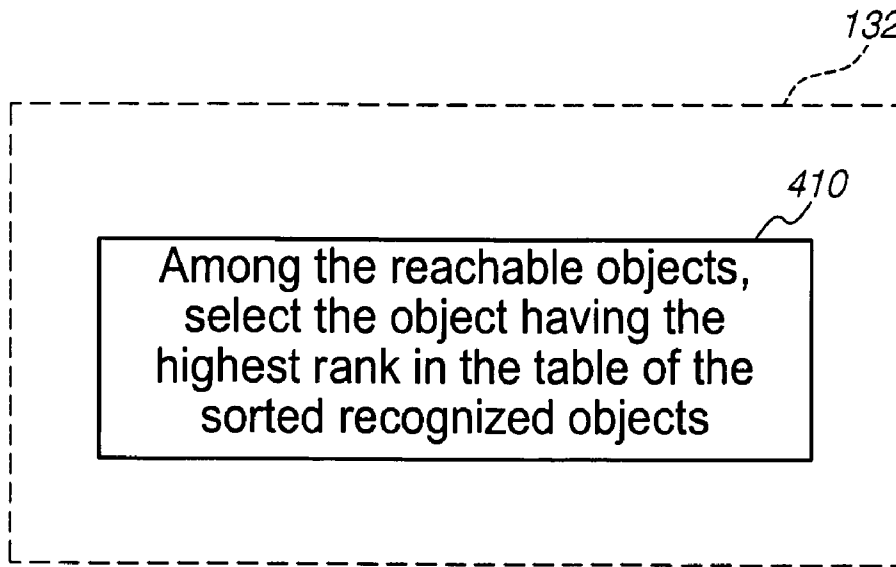 132
410
Among the reachable objects,
select the object having the
highest rank in the table of the
sorted recognized objects